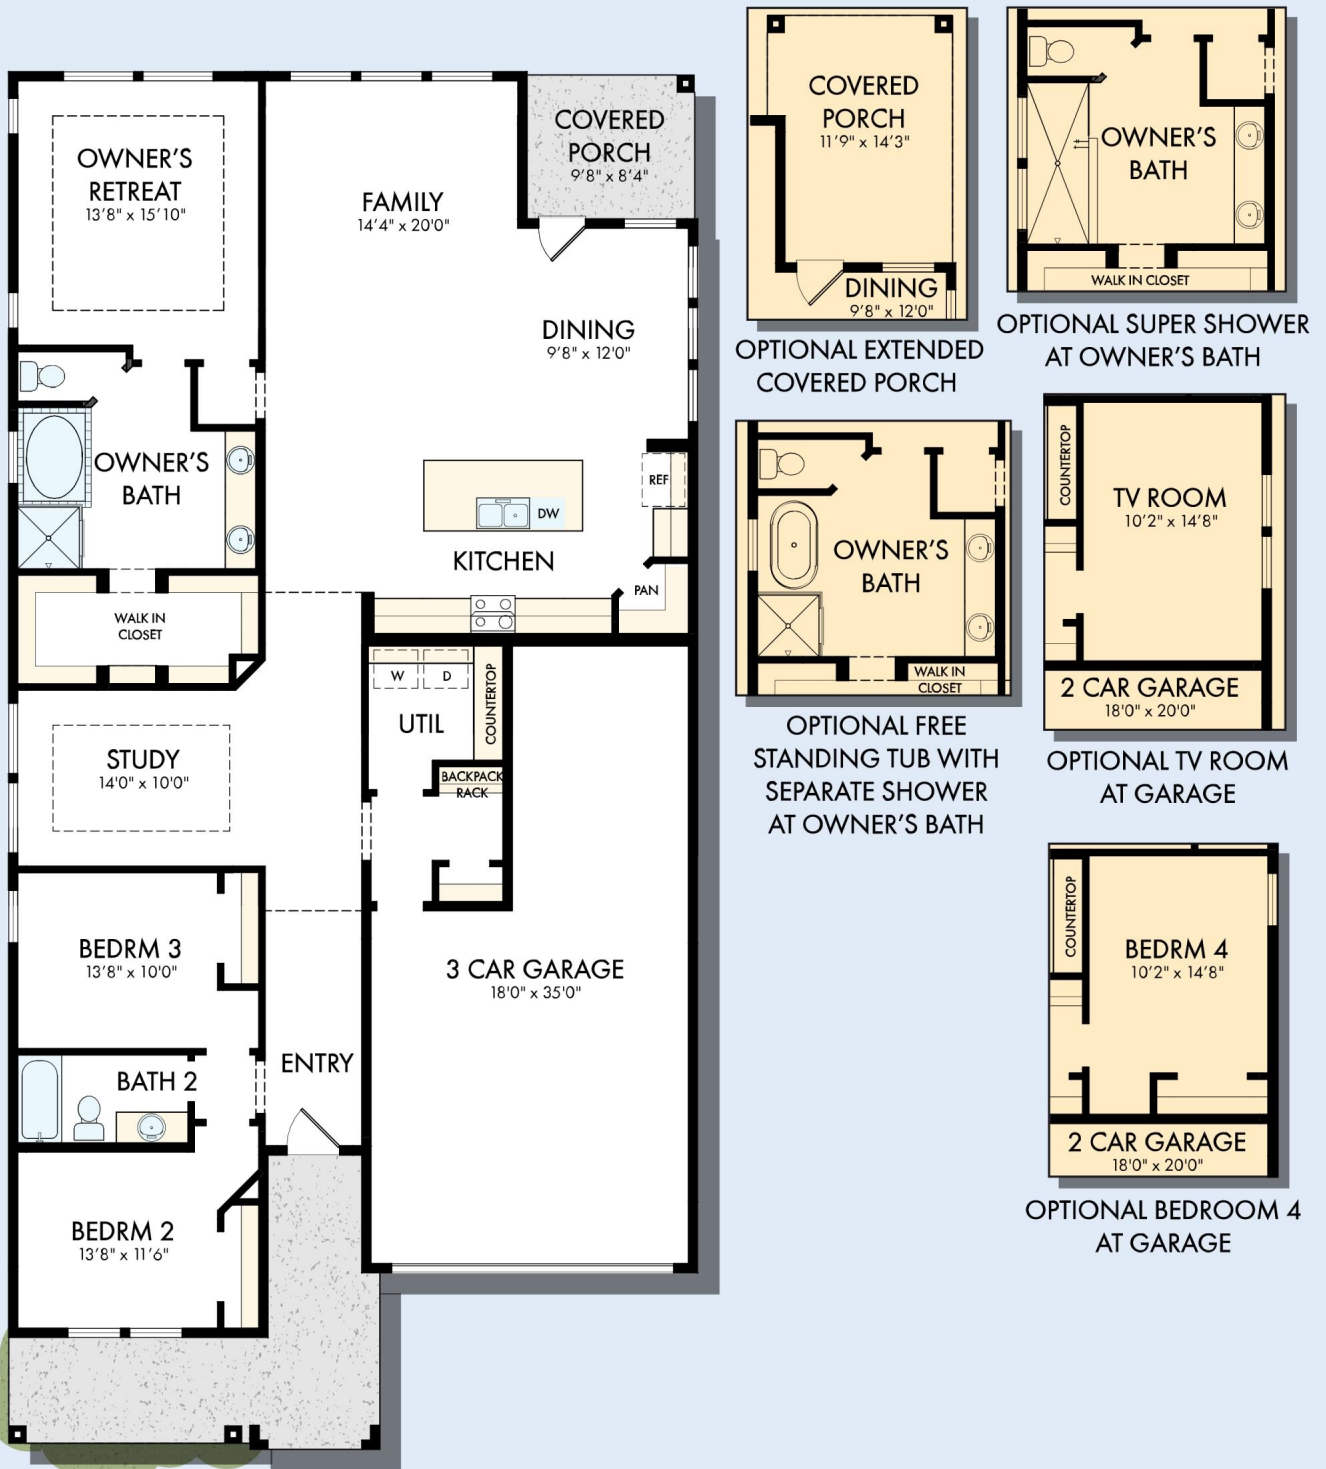 OWNER'S
RETREAT
13'8" x 15'10"
FAMILY
14'4" x 20'0"
COVERED
PORCH
9'8" x 8'4"
DINING
9'8" x 12'0"
OWNER'S
BATH
REF
DW
KITCHEN
PAN
WALK IN
CLOSET
W
D
COUNTERTOP
UTIL
STUDY
14'0" x 10'0"
BACKPACK
RACK
BEDRM 3
13'8" x 10'0"
3 CAR GARAGE
18'0" x 35'0"
ENTRY
BATH 2
BEDRM 2
13'8" x 11'6"
COVERED
PORCH
11'9" x 14'3"
DINING
9'8" x 12'0"
OPTIONAL EXTENDED
COVERED PORCH
OWNER'S
BATH
WALK IN CLOSET
OPTIONAL SUPER SHOWER
AT OWNER'S BATH
OWNER'S
BATH
WALK IN
CLOSET
OPTIONAL FREE
STANDING TUB WITH
SEPARATE SHOWER
AT OWNER'S BATH
COUNTERTOP
TV ROOM
10'2" x 14'8"
2 CAR GARAGE
18'0" x 20'0"
OPTIONAL TV ROOM
AT GARAGE
COUNTERTOP
BEDRM 4
10'2" x 14'8"
2 CAR GARAGE
18'0" x 20'0"
OPTIONAL BEDROOM 4
AT GARAGE